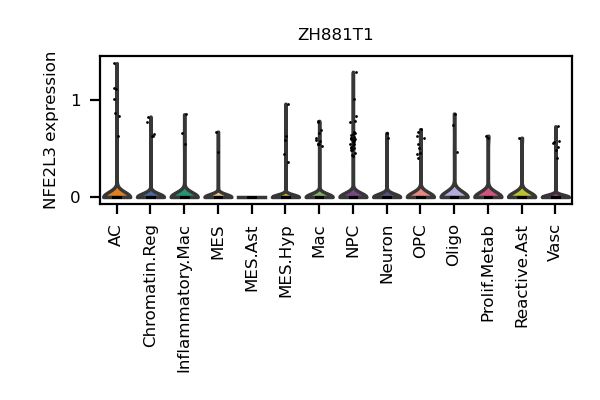 ZH881T1
NFE2L3 expression
1
0
AC
Chromatin.Reg
Inflammatory.Mac
MES
MES.Ast
MES.Hyp
Mac
NPC
Neuron
OPC
Oligo
Prolif.Metab
Reactive.Ast
Vasc